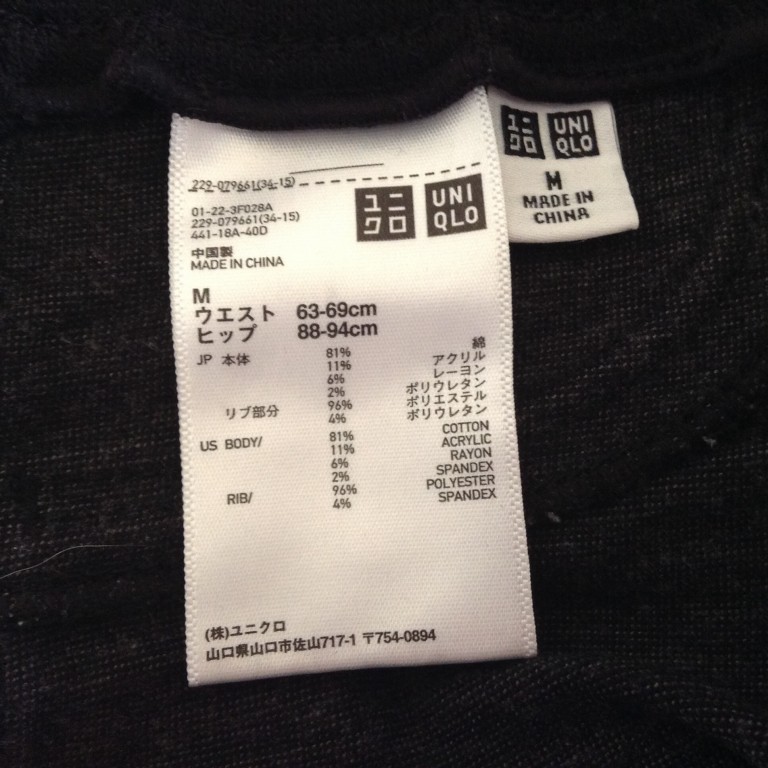 229-079661(34-15)
ユニ
クロ
UNI
QLO
01-22-3F028A
229-079661(34-15)
441-18A-40D
中国製
MADE IN CHINA
M
ウエスト 63-69cm
ヒップ 88-94cm
JP 本体 81% 綿
11% アクリル
6% レーヨン
2% ポリウレタン
リブ部分 96% ポリエステル
4% ポリウレタン
US BODY/ 81% COTTON
11% ACRYLIC
6% RAYON
2% SPANDEX
RIB/ 96% POLYESTER
4% SPANDEX
(株)ユニクロ
山口県山口市佐山717-1 〒754-0894
ユニ
クロ
UNI
QLO
M
MADE IN
CHINA